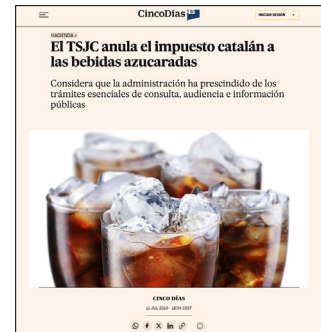 CincoDías
INICIAR SESIÓN
HACIENDA
El TSJC anula el impuesto catalán a
las bebidas azucaradas
Considera que la administración ha prescindido de los
trámites esenciales de consulta, audiencia e información
públicas
CINCO DÍAS